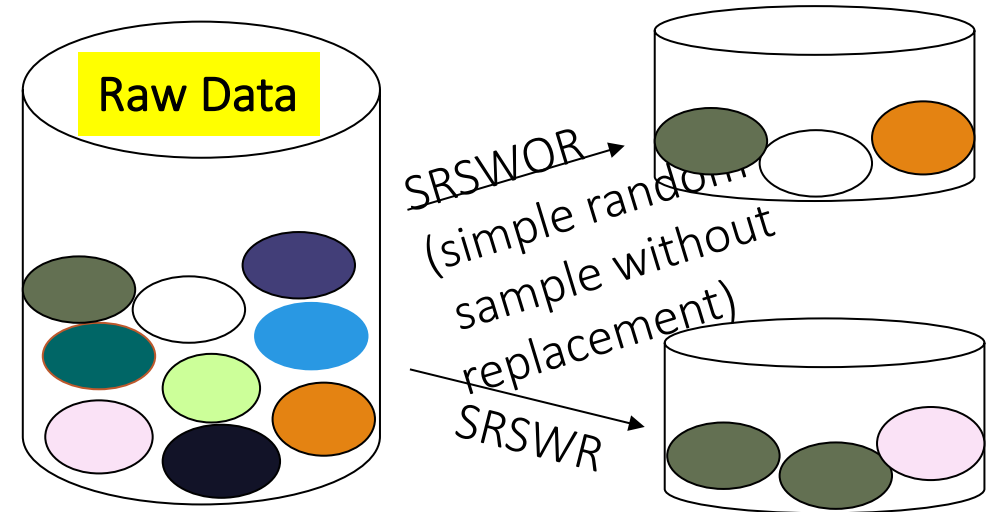 Raw Data
SRSWOR
(simple random
sample without
replacement)
SRSWR